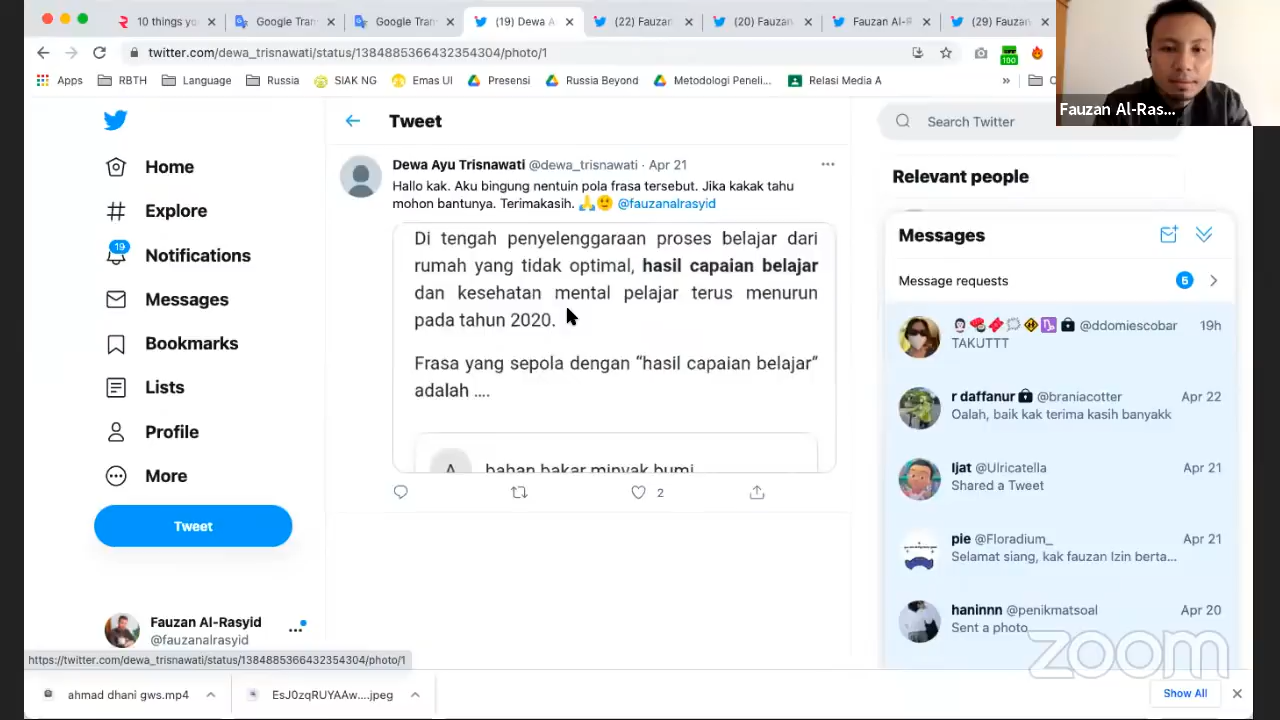 10 things yo
Google Tran
Google Tran
(19) Dewa A
(22) Fauzan
(20) Fauzan
Fauzan Al-R
(29) Fauzan
twitter.com/dewa_trisnawati/status/1384885366432354304/photo/1
100
Apps
RBTH
Language
Russia
SIAK NG
Emas UI
Presensi
Russia Beyond
Metodologi Peneli...
Relasi Media A
»
Fauzan Al-Ras...
Home
Explore
19
Notifications
Messages
Bookmarks
Lists
Profile
More
Tweet
Fauzan Al-Rasyid
@fauzanalrasyid
Tweet
Dewa Ayu Trisnawati @dewa_trisnawati · Apr 21
Hallo kak. Aku bingung nentuin pola frasa tersebut. Jika kakak tahu
mohon bantunya. Terimakasih. 🙏🙂 @fauzanalrasyid
Di tengah penyelenggaraan proses belajar dari
rumah yang tidak optimal, hasil capaian belajar
dan kesehatan mental pelajar terus menurun
pada tahun 2020.
Frasa yang sepola dengan “hasil capaian belajar”
adalah ....
A bahan bakar minyak bumi
2
Search Twitter
Relevant people
Messages
Message requests 5
@ddomiescobar 19h
TAKUTTT
r daffanur @braniacotter Apr 22
Oalah, baik kak terima kasih banyakk
Ijat @Ulricatella Apr 21
Shared a Tweet
pie @Floradium_ Apr 21
Selamat siang, kak fauzan Izin berta...
haninnn @penikmatsoal Apr 20
Sent a photo
zoom
https://twitter.com/dewa_trisnawati/status/1384885366432354304/photo/1
ahmad dhani gws.mp4
EsJ0zqRUYAAw....jpeg
Show All